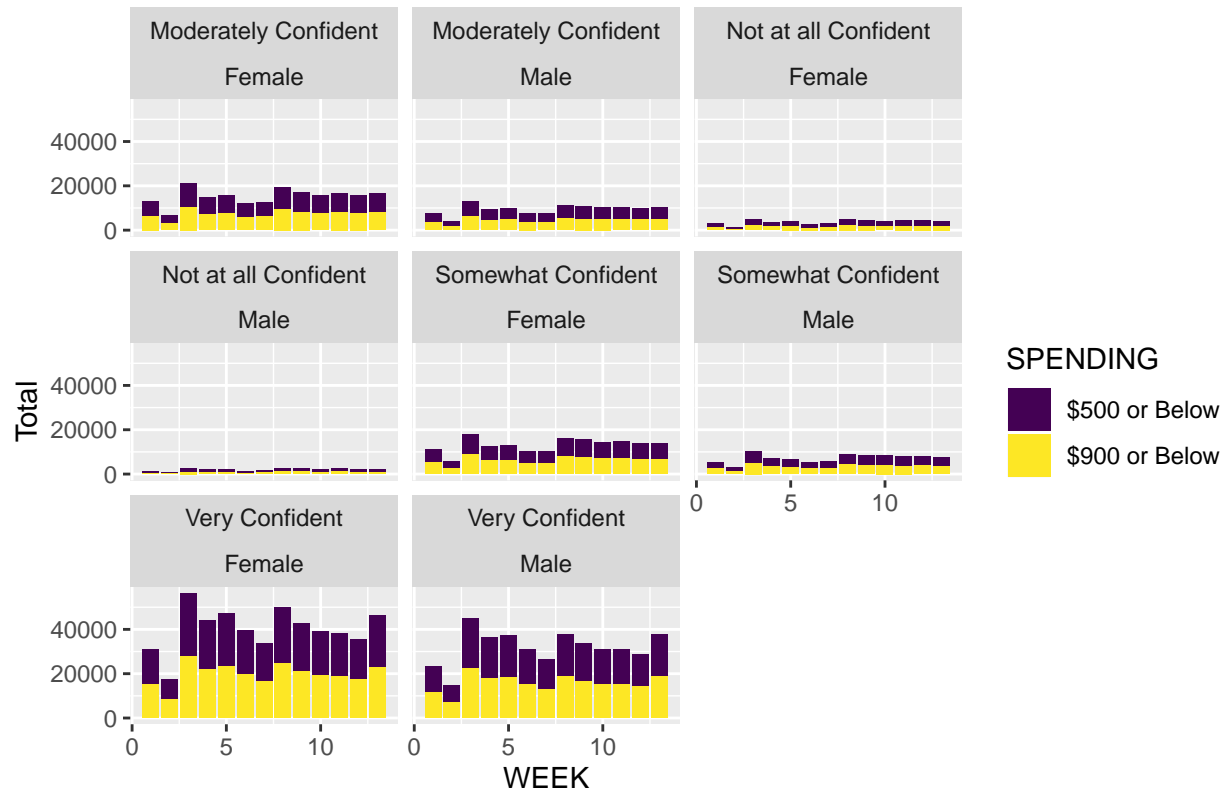 Moderately Confident
Female
Moderately Confident
Male
Not at all Confident
Female
40000
20000
0
Not at all Confident
Male
Somewhat Confident
Female
Somewhat Confident
Male
40000
20000
0
0
5
10
Very Confident
Female
Very Confident
Male
40000
20000
0
0
5
10
0
5
10
WEEK
Total
SPENDING
$500 or Below
$900 or Below